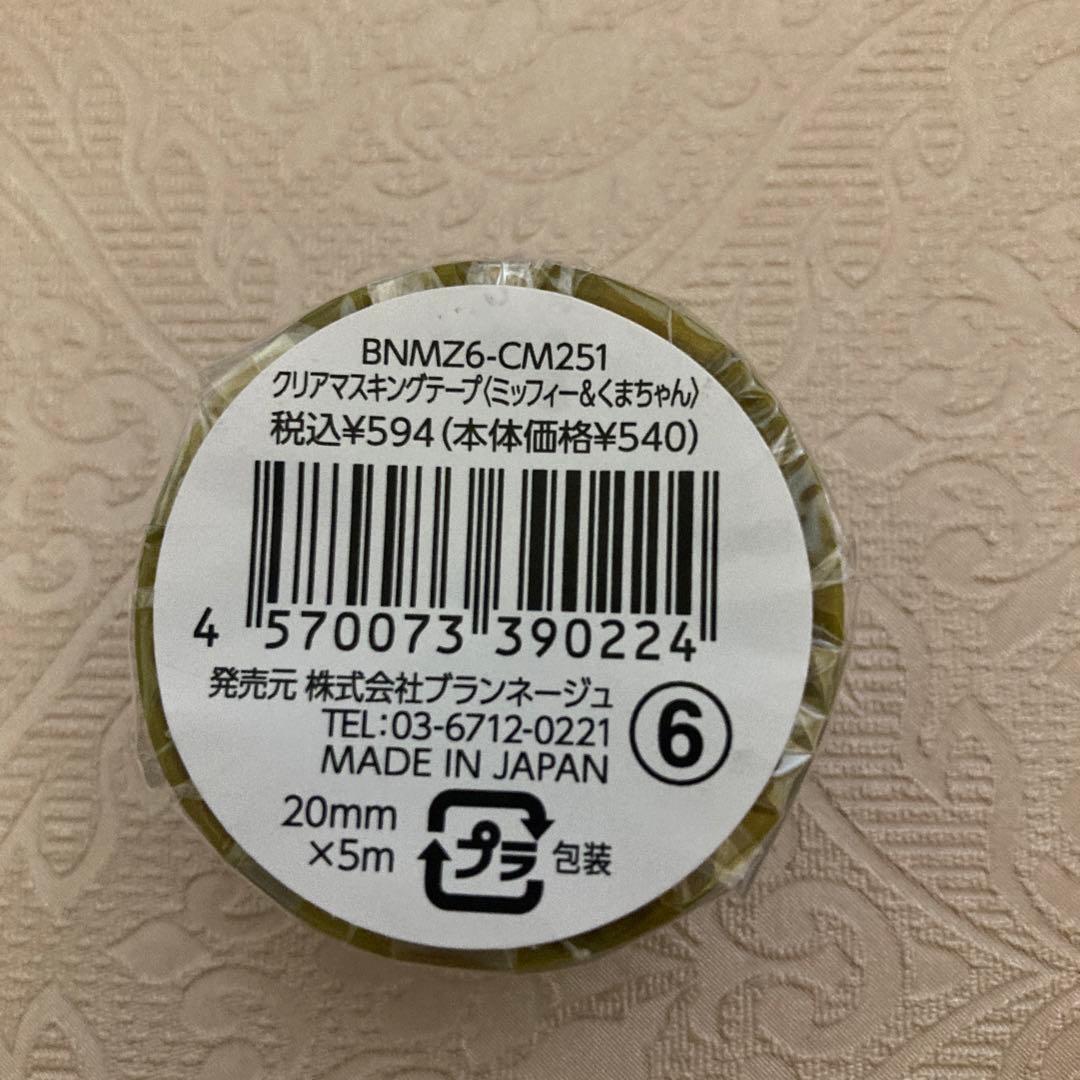 BNMZ6-CM251
クリアマスキングテープ〈ミッフィー&くまちゃん〉
税込¥594(本体価格¥540)
4 570073 390224
発売元 株式会社ブランネージュ
TEL:03-6712-0221
MADE IN JAPAN
6
20mm
×5m
プラ
包装